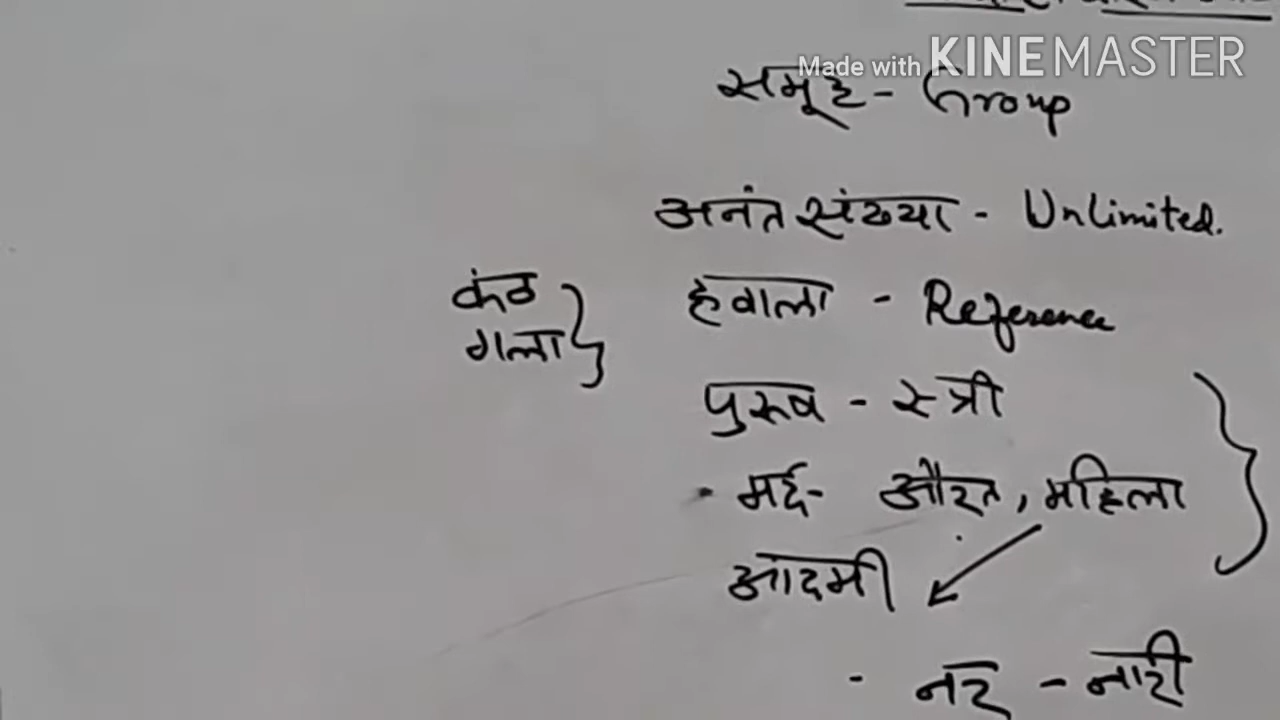 Made with KINEMASTER
समूह - Group
अनंत संख्या - Unlimited.
कंठ
गला
हवाला - Reference
पुरुष - स्त्री
मर्द - औरत, महिला
आदमी
नर - नारी